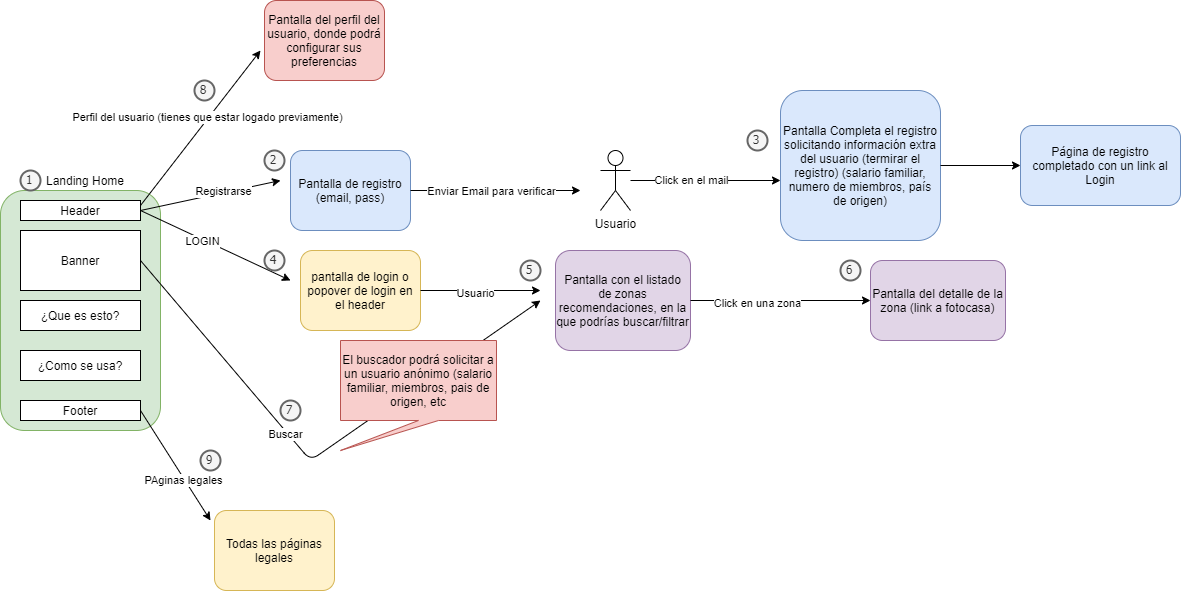 Pantalla del perfil del
usuario, donde podrá
configurar sus
preferencias
8
Perfil del usuario (tienes que estar logado previamente)
1
Landing Home
Header
Banner
¿Que es esto?
¿Como se usa?
Footer
2
Registrarse
Pantalla de registro
(email, pass)
Enviar Email para verificar
Usuario
Click en el mail
3
Pantalla Completa el registro
solicitando información extra
del usuario (termirar el
registro) (salario familiar,
numero de miembros, país
de origen)
Página de registro
completado con un link al
Login
LOGIN
4
pantalla de login o
popover de login en
el header
Usuario
5
Pantalla con el listado
de zonas
recomendaciones, en la
que podrías buscar/filtrar
Click en una zona
6
Pantalla del detalle de la
zona (link a fotocasa)
El buscador podrá solicitar a
un usuario anónimo (salario
familiar, miembros, pais de
origen, etc
7
Buscar
9
PAginas legales
Todas las páginas
legales